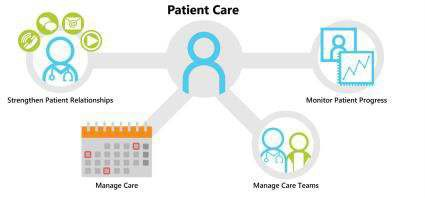 Patient Care
Strengthen Patient Relationships
Monitor Patient Progress
Manage Care
Manage Care Teams